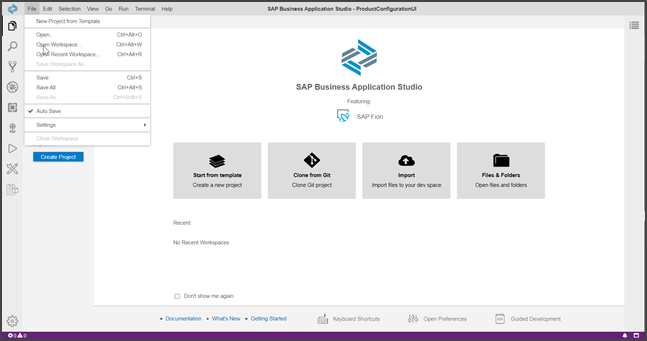 File Edit Selection View Go Run Terminal Help
SAP Business Application Studio - ProductConfigurationUI
New Project from Template
Open... Ctrl+Alt+O
Open Workspace... Ctrl+Alt+W
Open Recent Workspace... Ctrl+Alt+R
Save Workspace As...
Save Ctrl+S
Save All Ctrl+Alt+S
Save As... Ctrl+Shift+S
Auto Save
Settings
Close Workspace
Create Project
SAP Business Application Studio
Featuring:
SAP Fiori
Start from template
Create a new project
Clone from Git
Clone Git project
Import
Import files to your dev space
Files & Folders
Open files and folders
Recent:
No Recent Workspaces
Don't show me again
• Documentation • What's New • Getting Started
Keyboard Shortcuts
Open Preferences
Guided Development
0 0